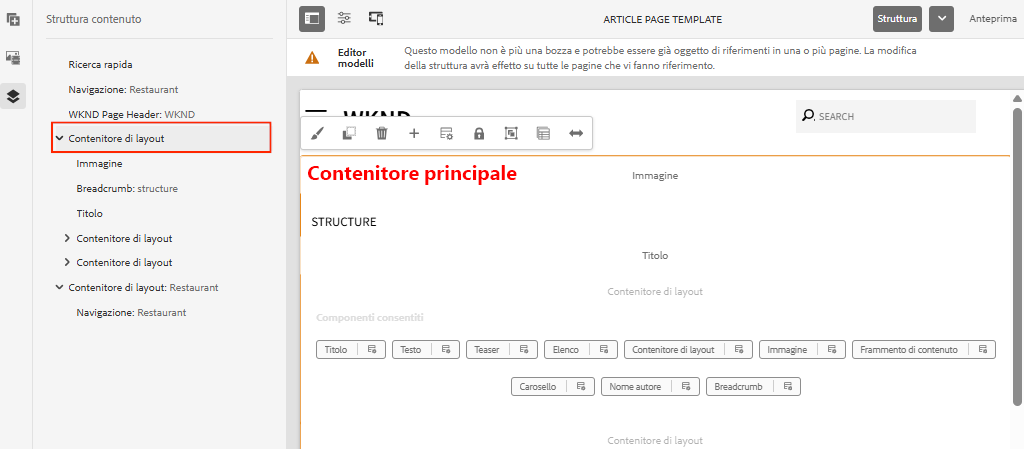 Struttura contenuto
Ricerca rapida
Navigazione: Restaurant
WKND Page Header: WKND
Contenitore di layout
Immagine
Breadcrumb: structure
Titolo
Contenitore di layout
Contenitore di layout
Contenitore di layout: Restaurant
Navigazione: Restaurant
ARTICLE PAGE TEMPLATE
Struttura
Anteprima
Editor modelli
Questo modello non è più una bozza e potrebbe essere già oggetto di riferimenti in una o più pagine. La modifica
della struttura avrà effetto su tutte le pagine che vi fanno riferimento.
WKND
SEARCH
Contenitore principale
Immagine
STRUCTURE
Titolo
Contenitore di layout
Componenti consentiti
Titolo Testo Teaser Elenco Contenitore di layout Immagine Frammento di contenuto
Carosello Nome autore Breadcrumb
Contenitore di layout